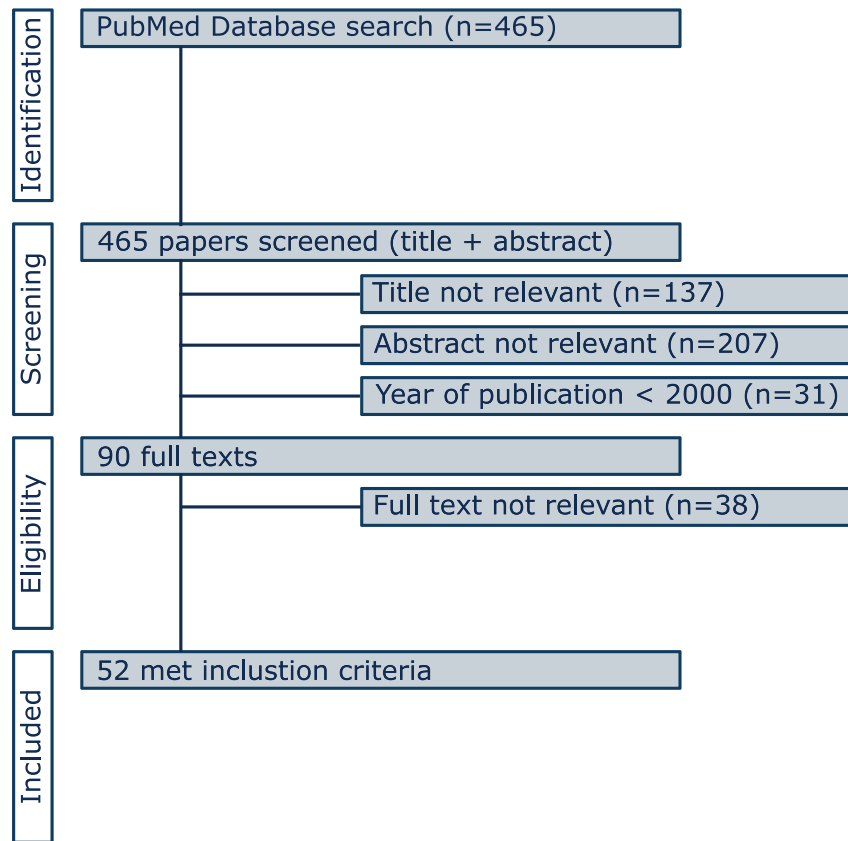 Identification
PubMed Database search (n=465)
Screening
465 papers screened (title + abstract)
Title not relevant (n=137)
Abstract not relevant (n=207)
Year of publication < 2000 (n=31)
Eligibility
90 full texts
Full text not relevant (n=38)
Included
52 met inclustion criteria